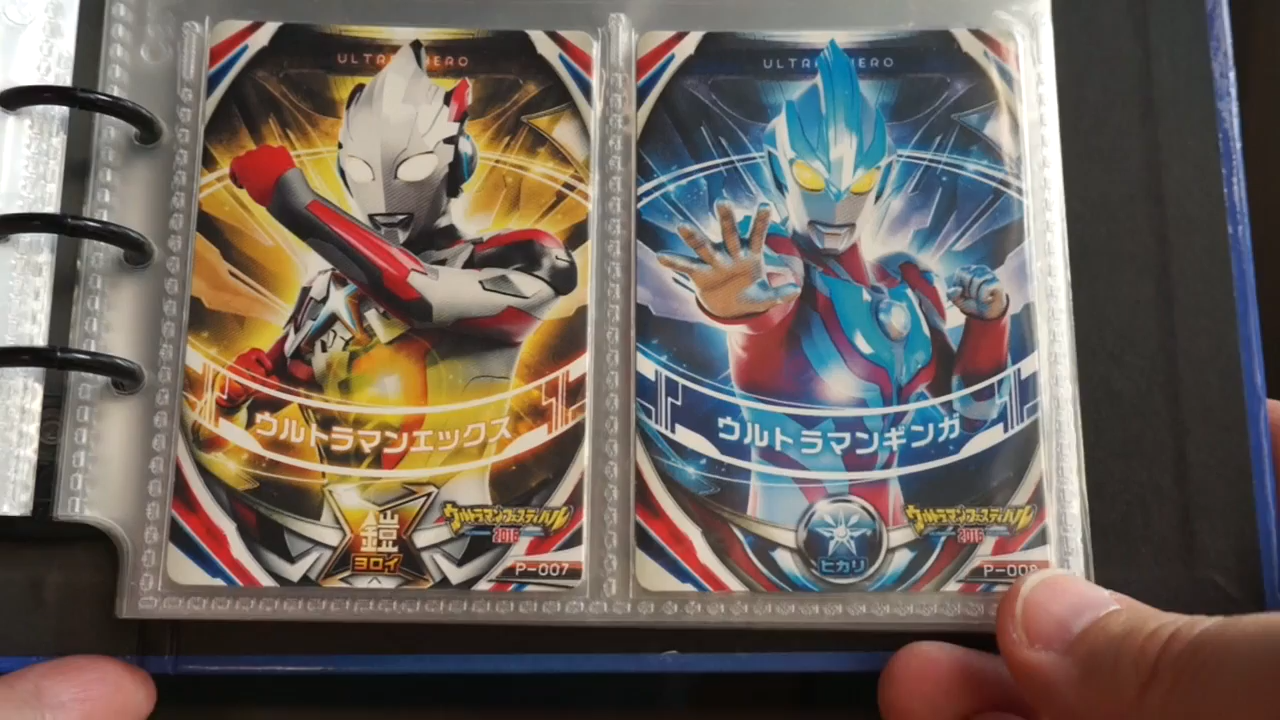 ULTRA HERO
ウルトラマンエックス
鎧
ヨロイ
ウルトラマンフェスティバル
2016
P-007
ULTRA HERO
ウルトラマンギンガ
ヒカリ
ウルトラマンフェスティバル
2016
P-008